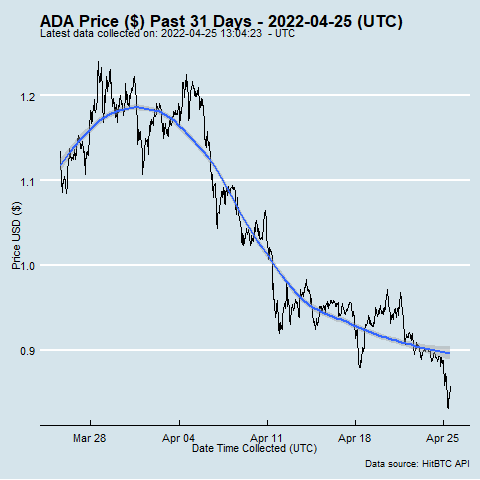 ADA Price ($) Past 31 Days - 2022-04-25 (UTC)
Latest data collected on: 2022-04-25 13:04:23 - UTC
1.2
1.1
1.0
0.9
Price USD ($)
Mar 28 Apr 04 Apr 11 Apr 18 Apr 25
Date Time Collected (UTC)
Data source: HitBTC API